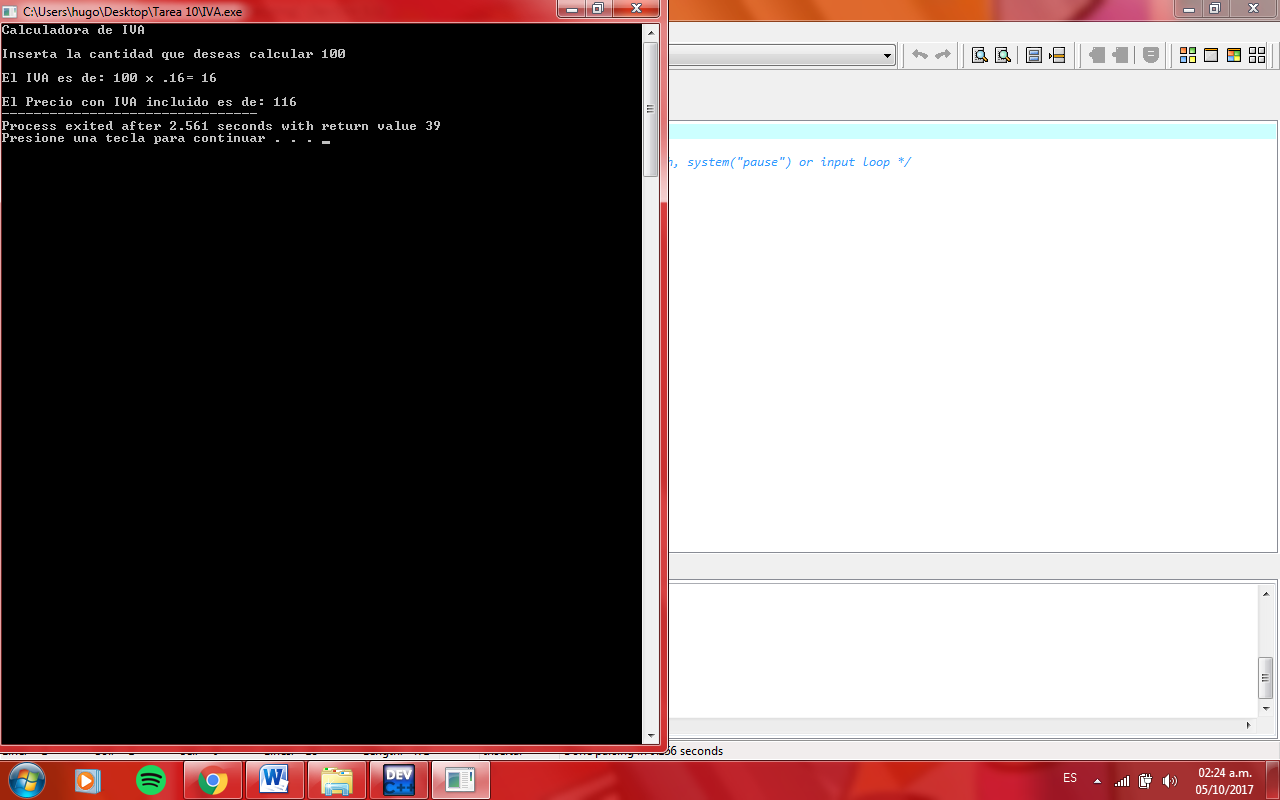 C:\Users\hugo\Desktop\Tarea 10\IVA.exe
Calculadora de IVA
Inserta la cantidad que deseas calcular 100
El IVA es de: 100 x .16= 16
El Precio con IVA incluido es de: 116
--------------------------------
Process exited after 2.561 seconds with return value 39
Presione una tecla para continuar . . .
, system("pause") or input loop */
seconds
DEV
C++
ES
02:24 a.m.
05/10/2017